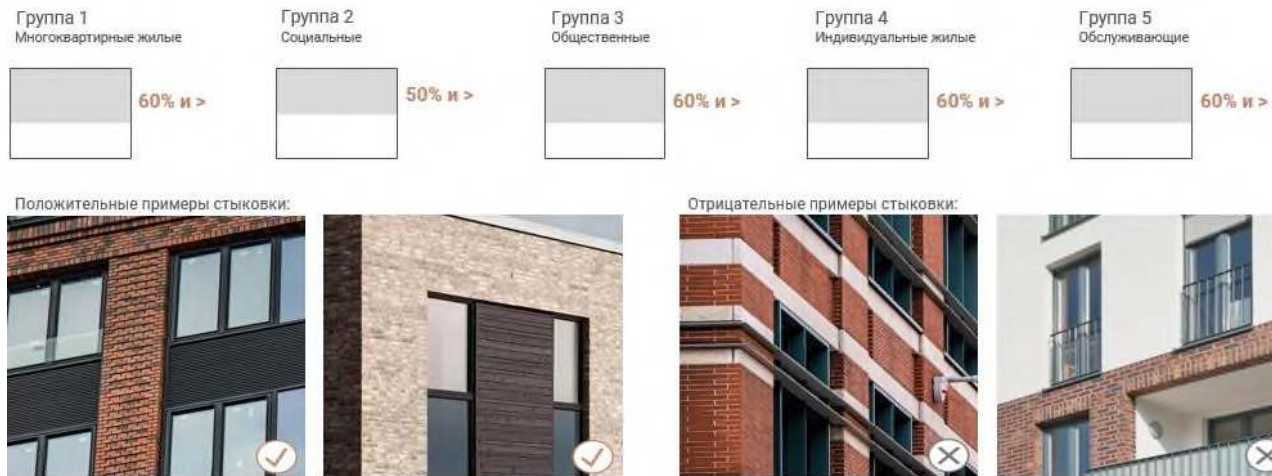 Группа 1
Многоквартирные жилые
Группа 2
Социальные
Группа 3
Общественные
Группа 4
Индивидуальные жилые
Группа 5
Обслуживающие
60% и >
50% и >
60% и >
60% и >
60% и >
Положительные примеры стыковки:
Отрицательные примеры стыковки: